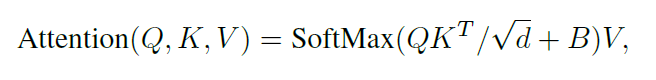 Attention(Q, K, V) = SoftMax(QK^T/√d + B)V,